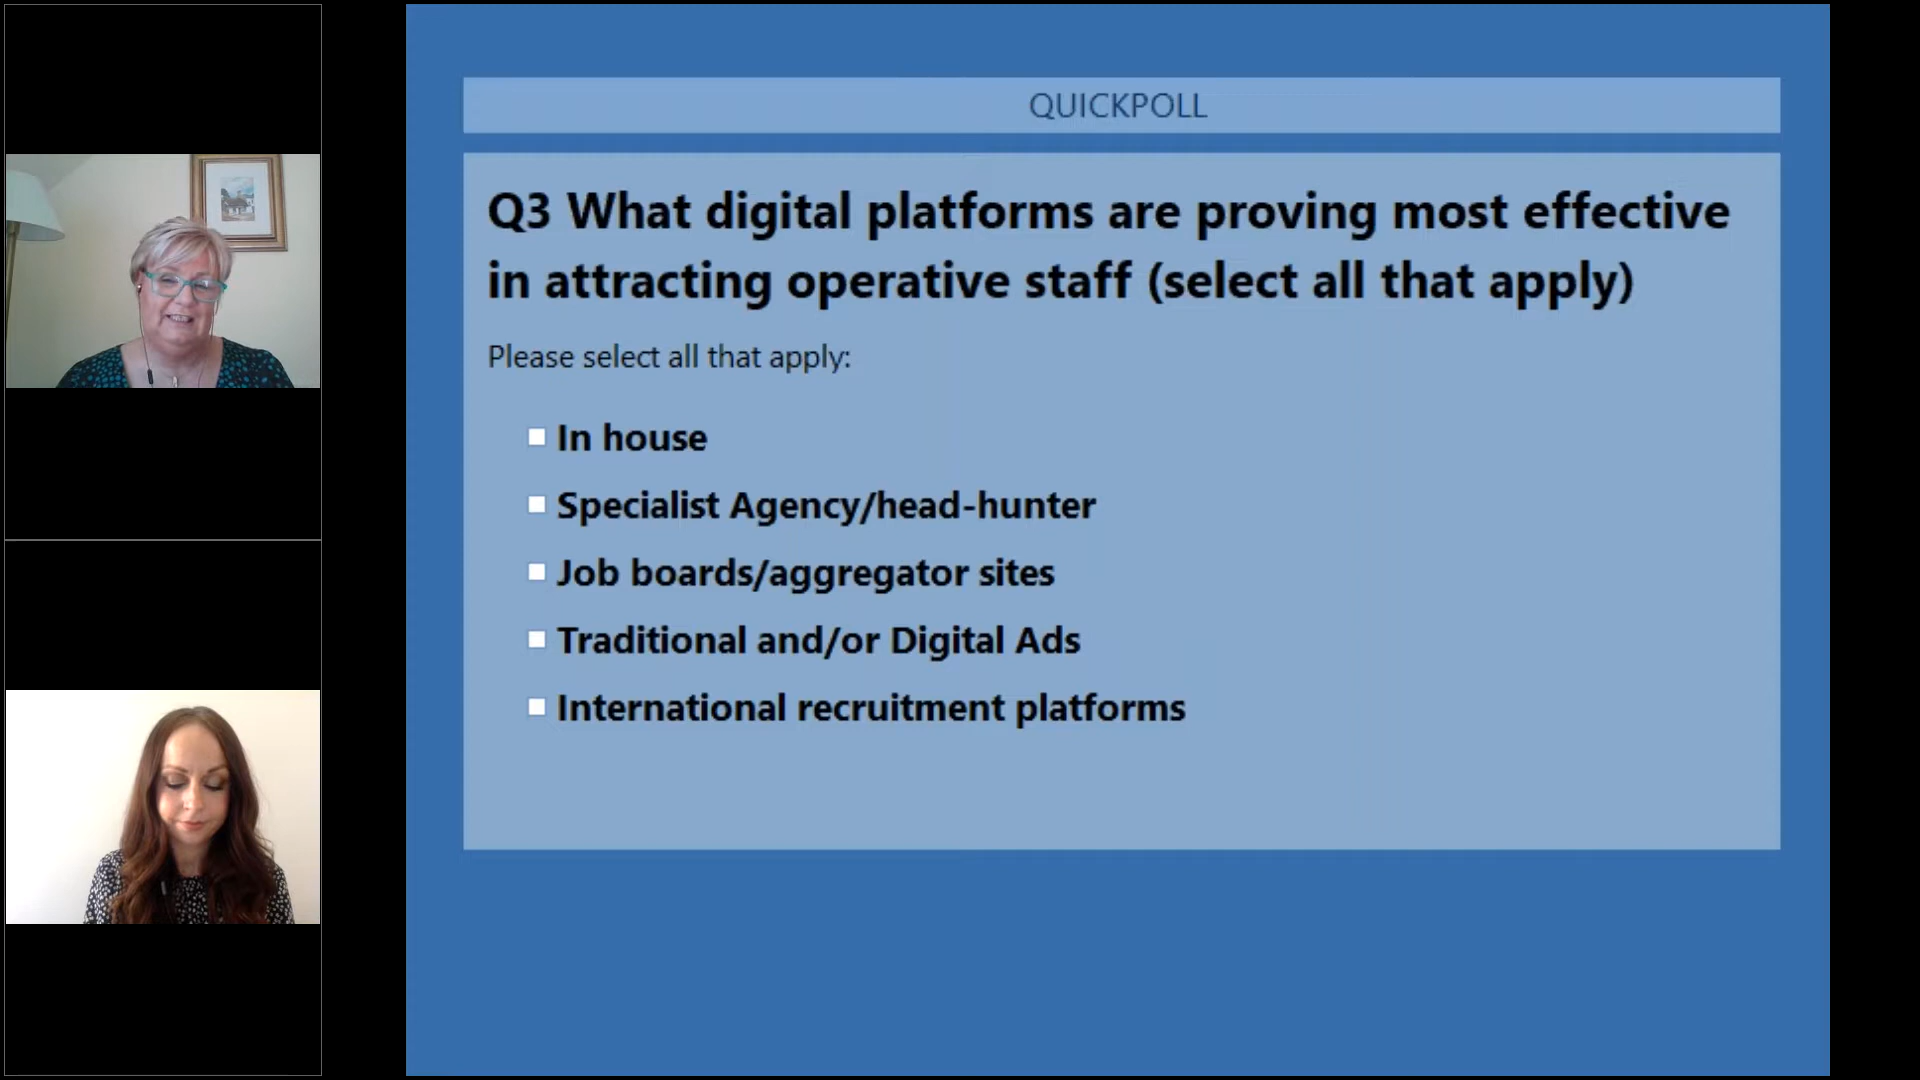 QUICKPOLL
Q3 What digital platforms are proving most effective
in attracting operative staff (select all that apply)
Please select all that apply:
In house
Specialist Agency/head-hunter
Job boards/aggregator sites
Traditional and/or Digital Ads
International recruitment platforms